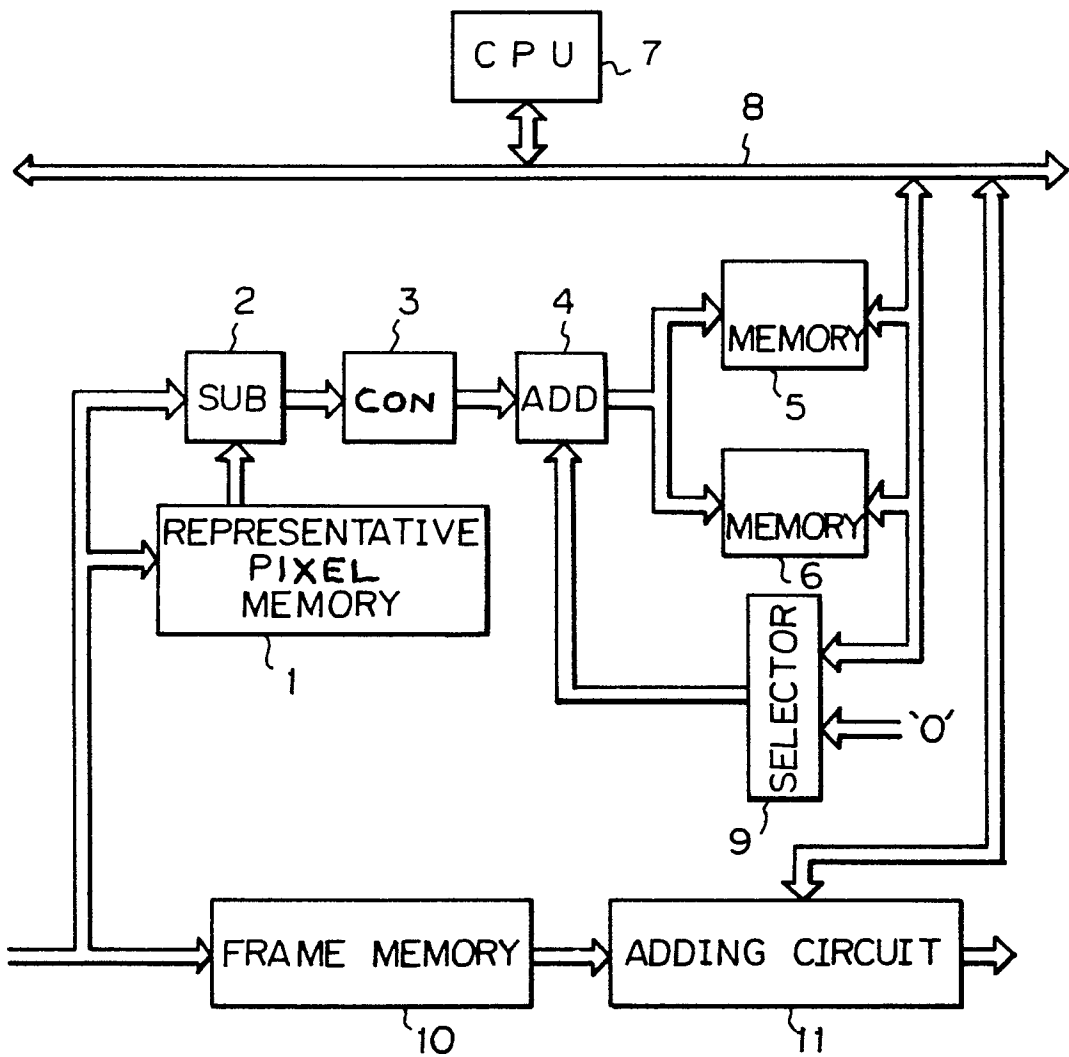 CPU
7
8
2
3
4
SUB
CON
ADD
MEMORY
5
MEMORY
6
REPRESENTATIVE
PIXEL
MEMORY
1
SELECTOR
'0'
9
FRAME MEMORY
10
ADDING CIRCUIT
11